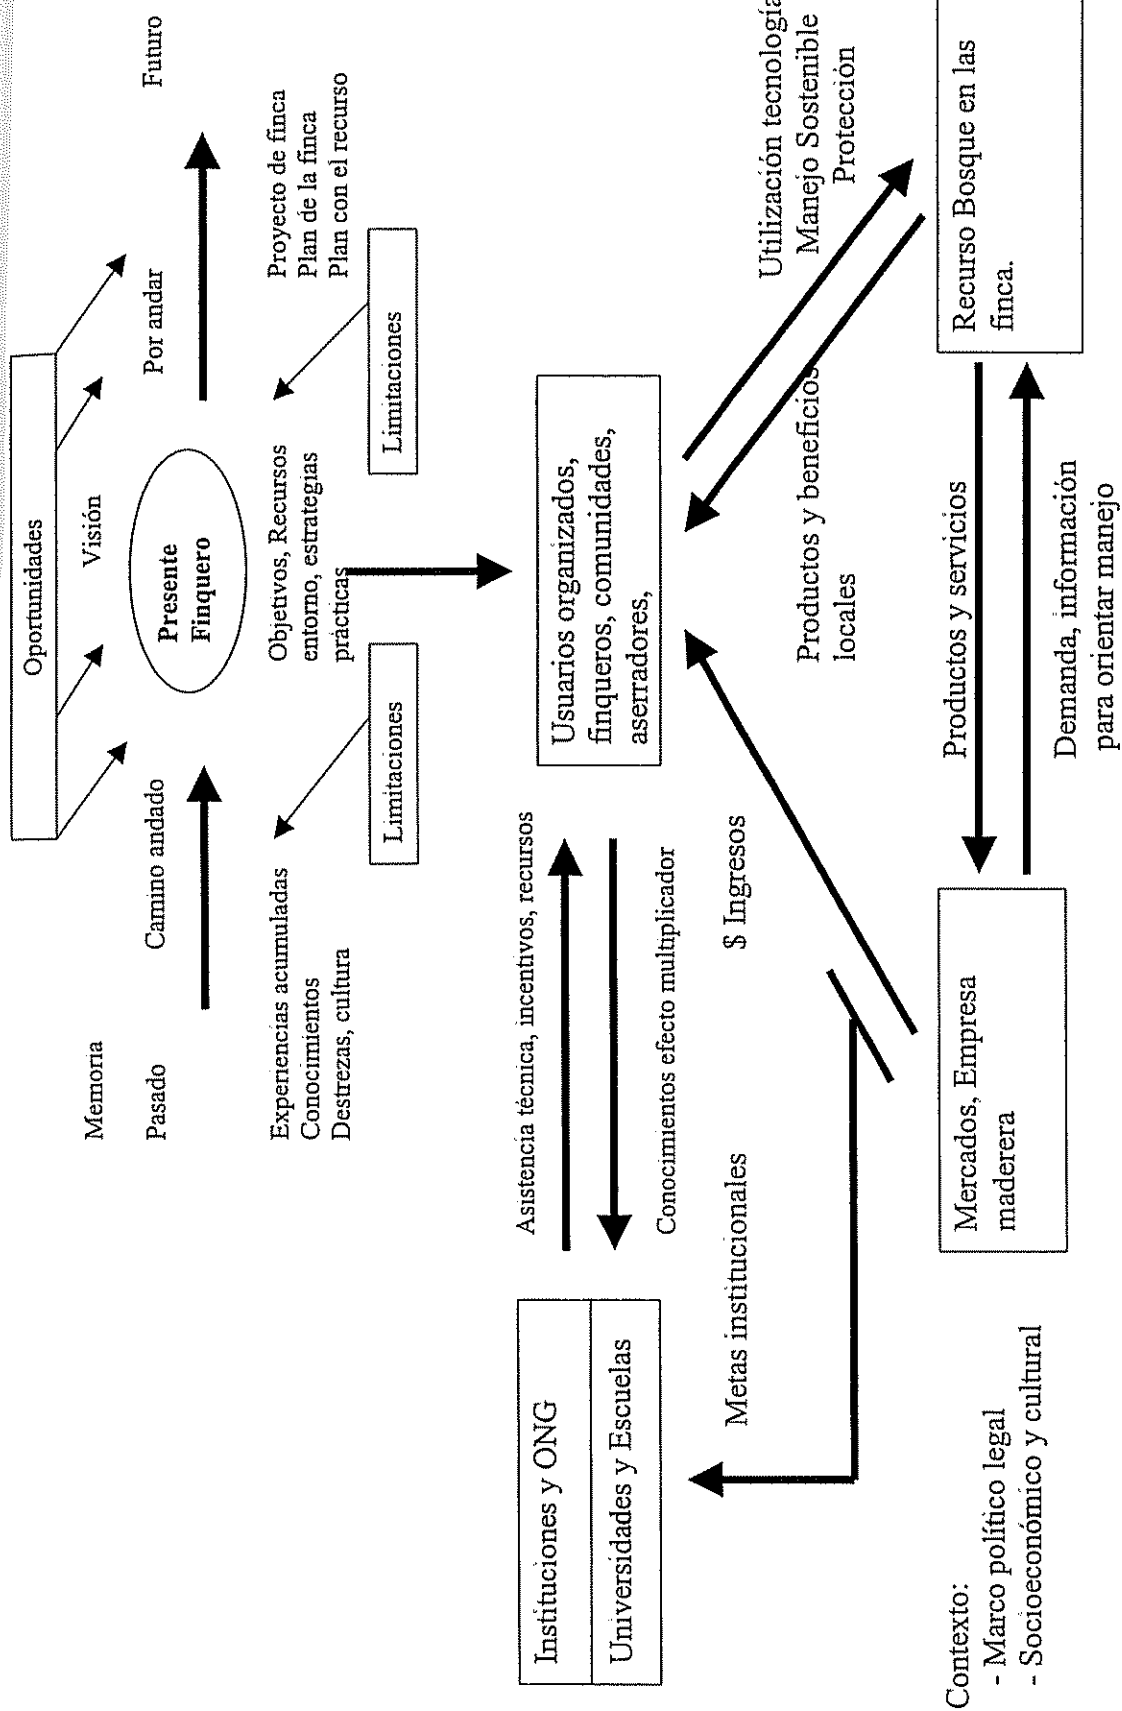 Oportunidades
Memoria
Visión
Pasado
Camino andado
Presente
Finquero
Por andar
Futuro
Experiencias acumuladas
Conocimientos
Destrezas, cultura
Objetivos, Recursos
entorno, estrategias
prácticas
Proyecto de finca
Plan de la finca
Plan con el recurso
Limitaciones
Limitaciones
Instituciones y ONG
Universidades y Escuelas
Asistencia técnica, incentivos, recursos
Conocimientos efecto multiplicador
Usuarios organizados,
finqueros, comunidades,
aserradores,
Metas institucionales
$ Ingresos
Productos y beneficios
locales
Utilización tecnología
Manejo Sostenible
Protección
Contexto:
- Marco político legal
- Socioeconómico y cultural
Mercados, Empresa
maderera
Productos y servicios
Demanda, información
para orientar manejo
Recurso Bosque en las
finca.